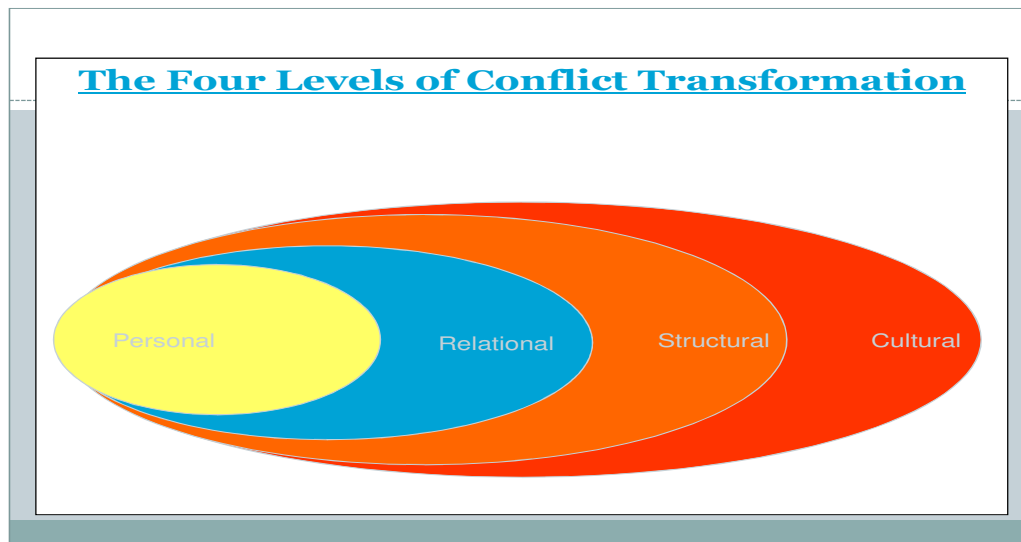 The Four Levels of Conflict Transformation
Personal
Relational
Structural
Cultural